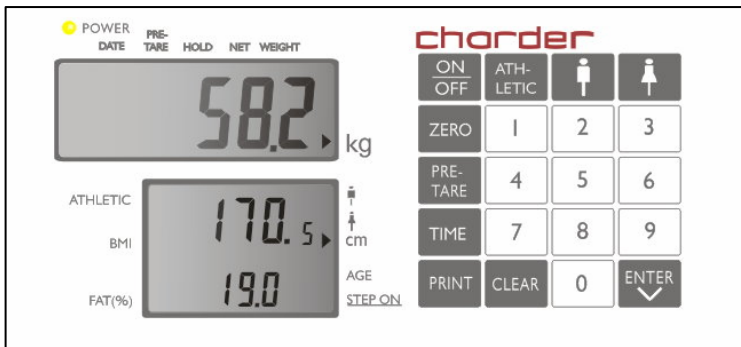 POWER
DATE PRE-TARE HOLD NET WEIGHT
58.2 kg
ATHLETIC
170.5 cm
BMI
AGE
19.0
FAT(%)
STEP ON
charder
ON
OFF
ATH-
LETIC
ZERO 1 2 3
PRE-
TARE 4 5 6
TIME 7 8 9
PRINT CLEAR 0 ENTER